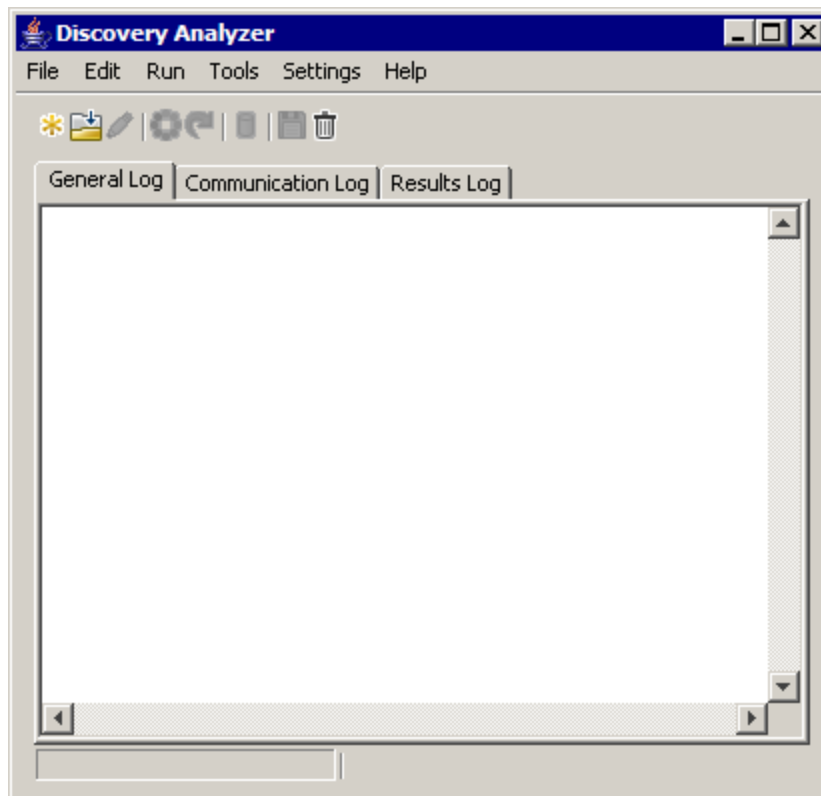 Discovery Analyzer
File Edit Run Tools Settings Help
General Log Communication Log Results Log